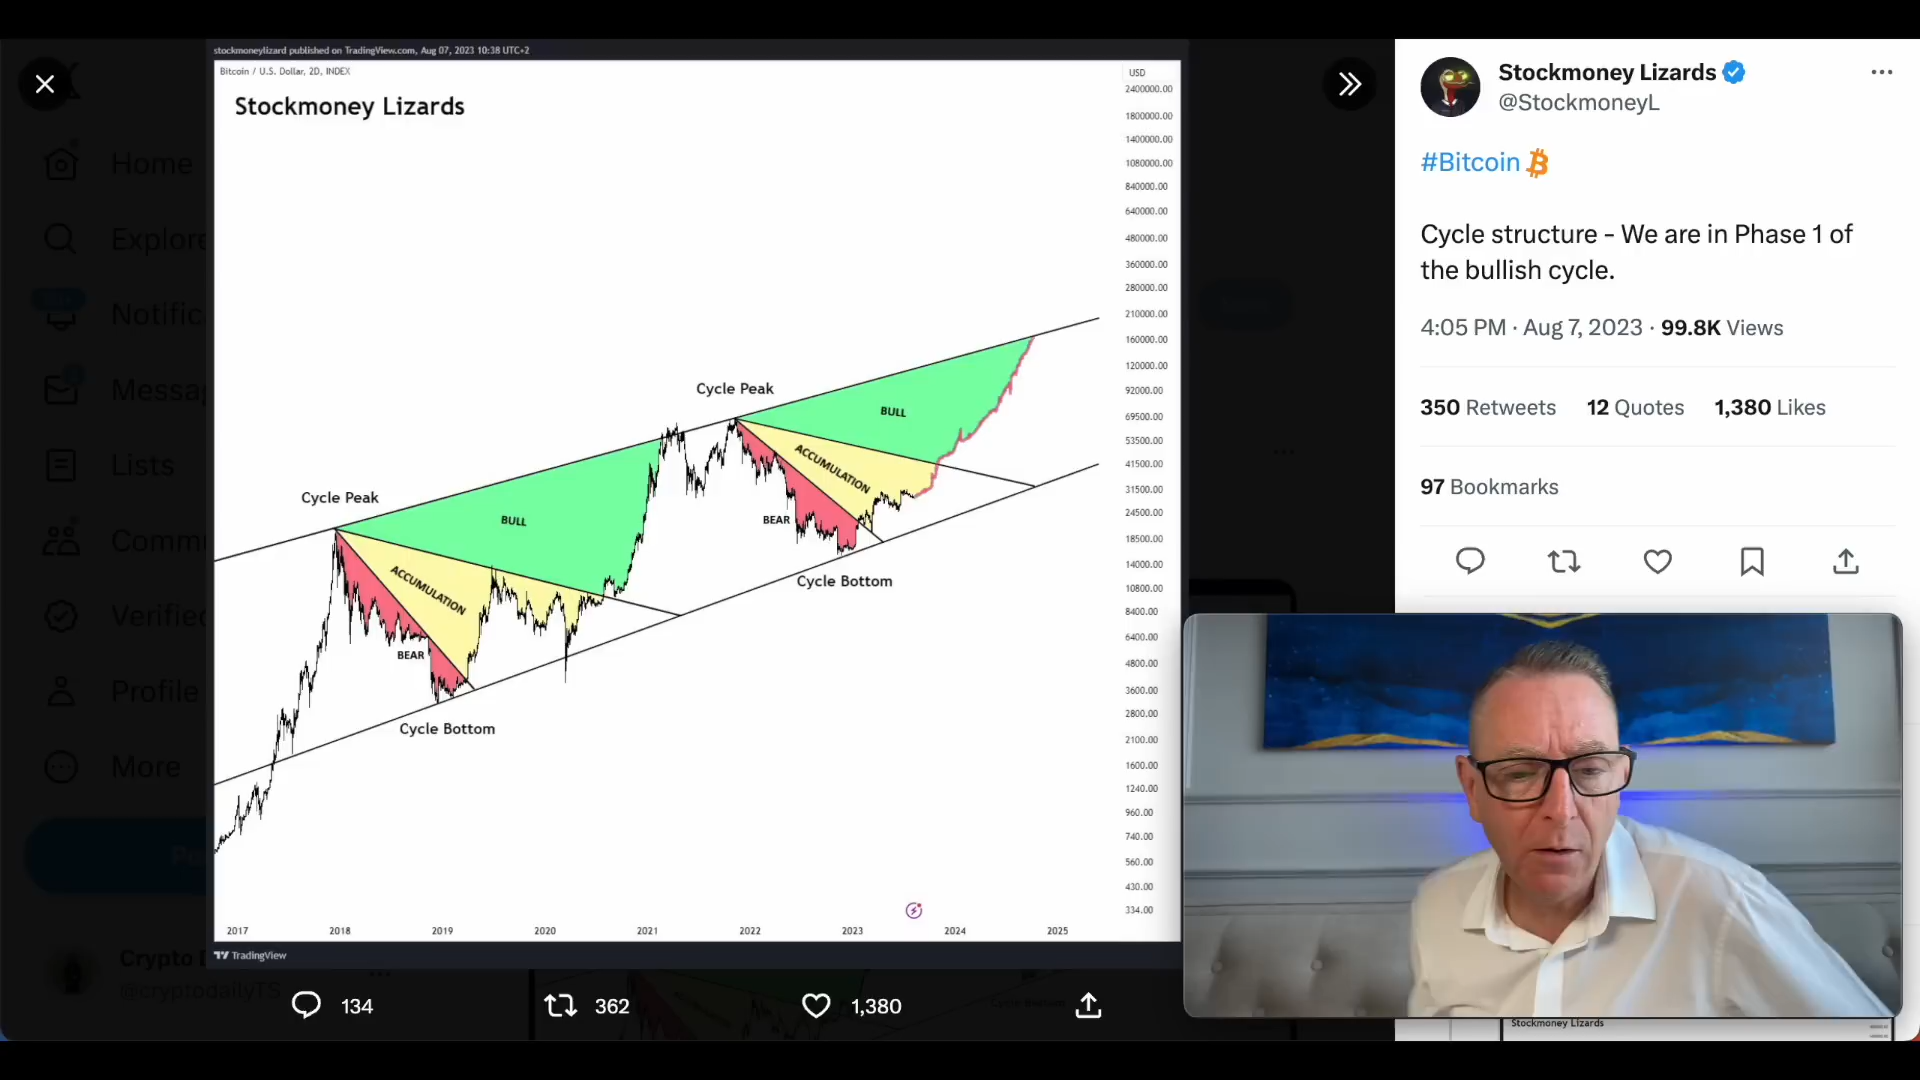 stockmoneylizard published on TradingView.com, Aug 07, 2023 10:38 UTC+2
Bitcoin / U.S. Dollar, 2D, INDEX
Stockmoney Lizards
USD
2400000.00
1800000.00
1400000.00
1080000.00
840000.00
640000.00
480000.00
360000.00
280000.00
210000.00
160000.00
120000.00
92000.00
69500.00
53500.00
41500.00
31500.00
24500.00
18500.00
14000.00
10800.00
8400.00
6400.00
4800.00
3600.00
2800.00
2100.00
1600.00
1240.00
960.00
740.00
560.00
430.00
334.00
Cycle Peak
BULL
ACCUMULATION
BEAR
Cycle Bottom
Cycle Peak
BULL
ACCUMULATION
BEAR
Cycle Bottom
2017 2018 2019 2020 2021 2022 2023 2024 2025
TradingView
134 362 1,380
Home
Explore
Notific
Messa
Lists
Comm
Verified
Profile
More
Crypto
@cryptodailyTS
Stockmoney Lizards
@StockmoneyL
#Bitcoin
Cycle structure - We are in Phase 1 of
the bullish cycle.
4:05 PM · Aug 7, 2023 · 99.8K Views
350 Retweets 12 Quotes 1,380 Likes
97 Bookmarks
Stockmoney Lizards